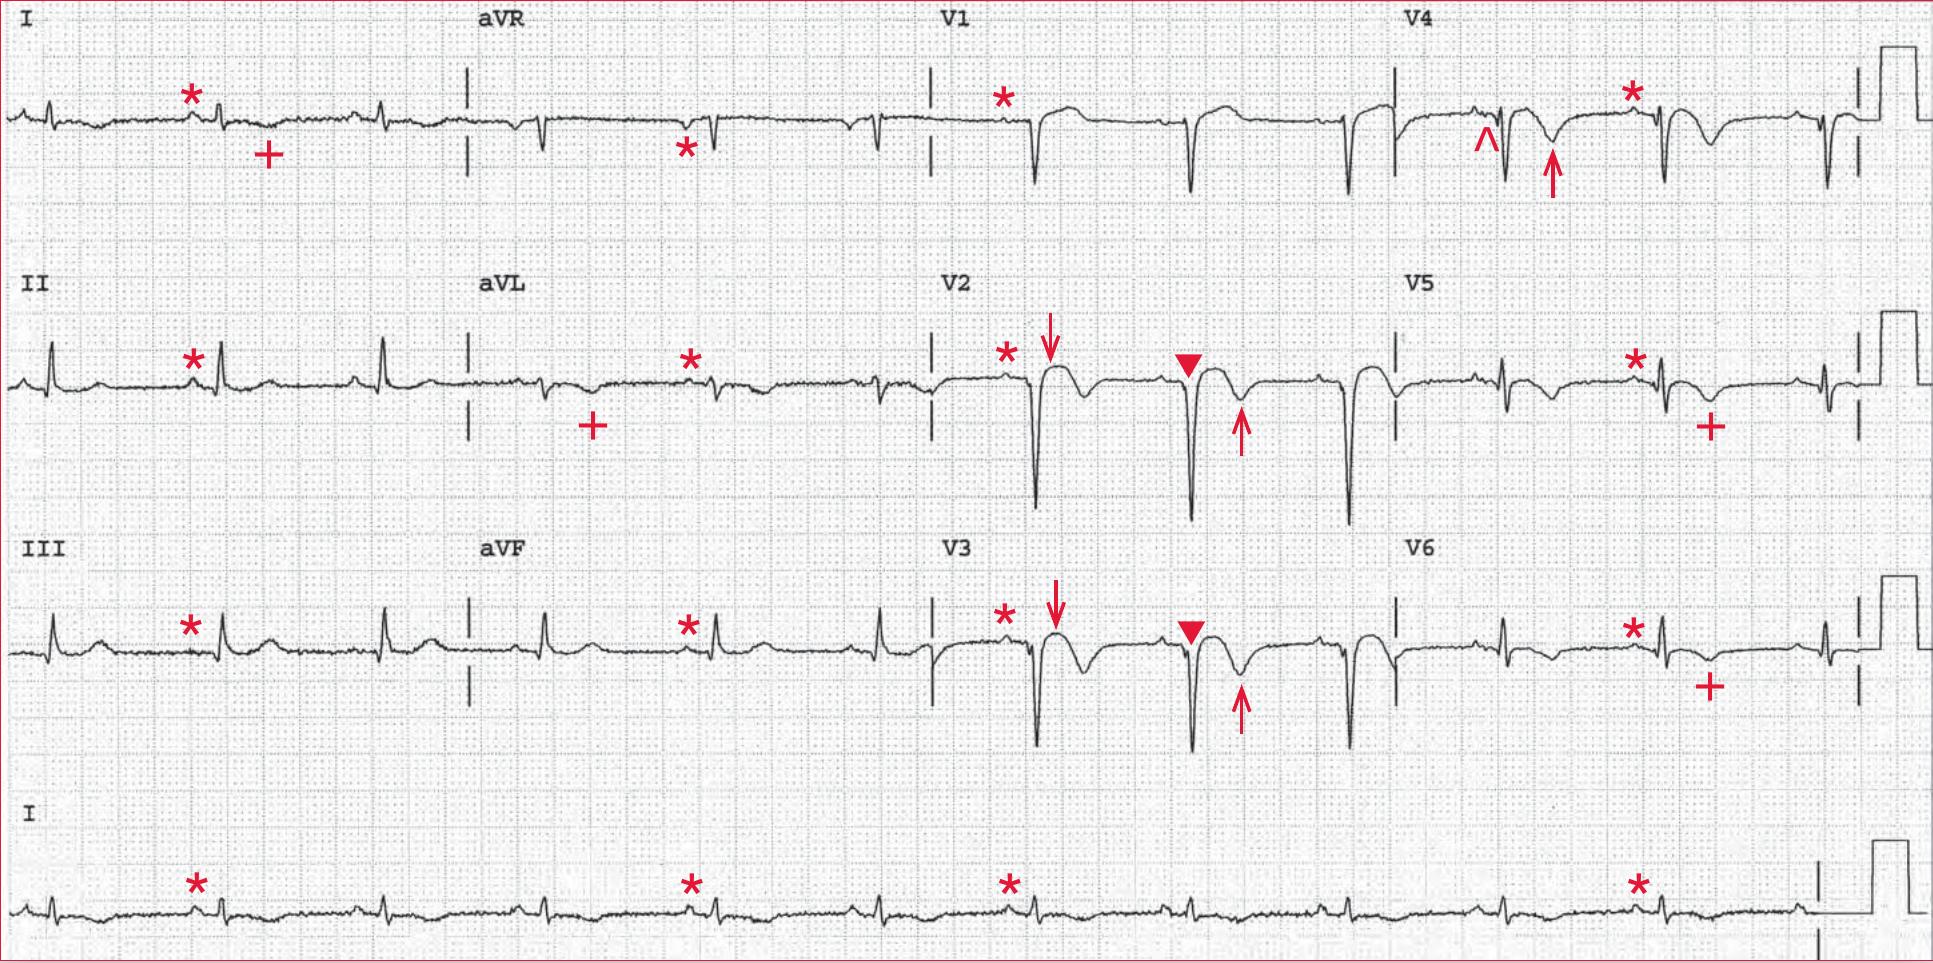 I aVR V1 V4
* * * *
+ ^ ↑
II aVL V2 V5
* * * ↓ ▼ *
+ ↑ +
III aVF V3 V6
* * * ↓ ▼ *
↑ +
I
* * * *